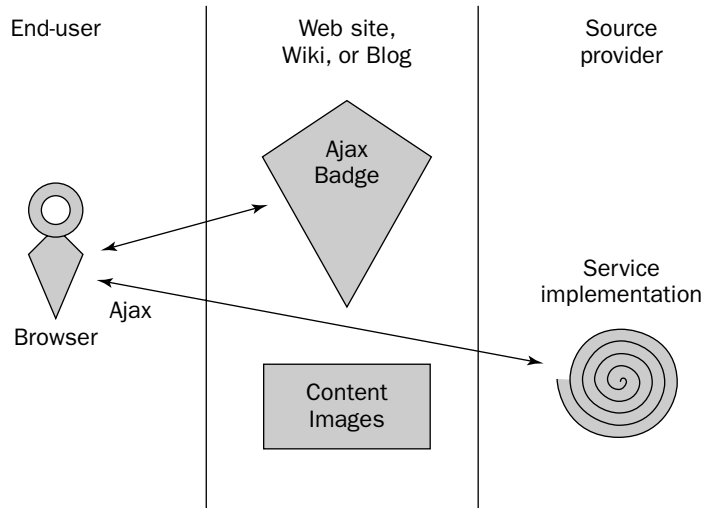 End-user
Web site,
Wiki, or Blog
Source
provider
Ajax
Badge
Service
implementation
Ajax
Browser
Content
Images